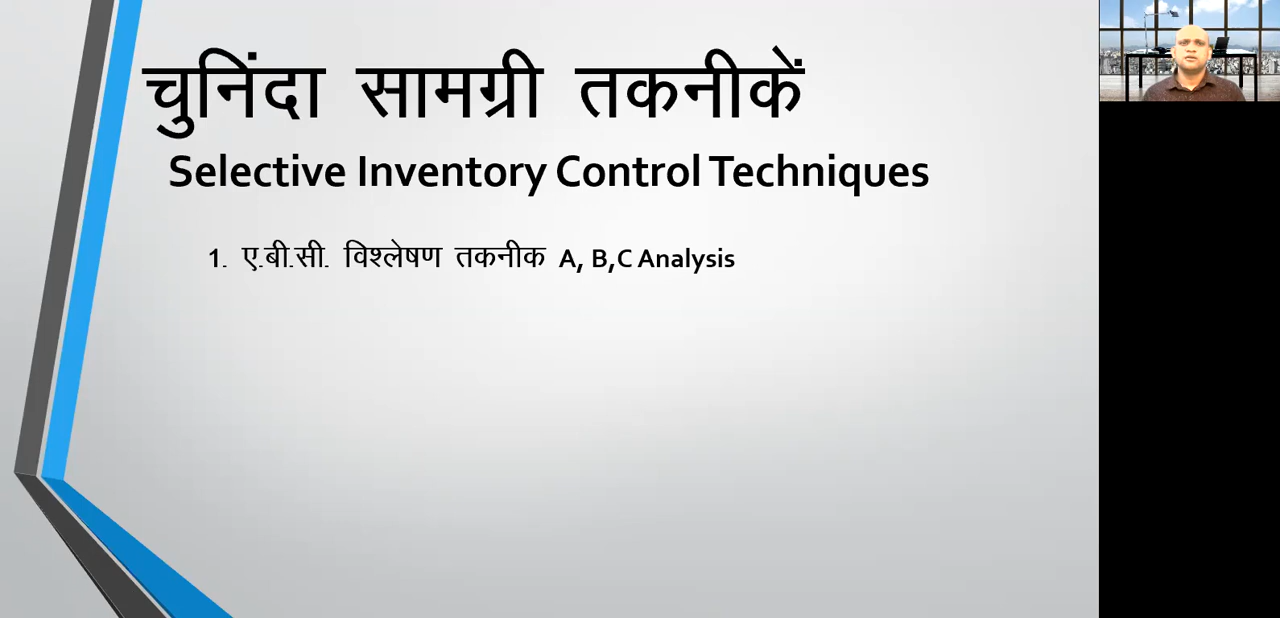 चुनिंदा सामग्री तकनीकें
Selective Inventory Control Techniques
1. ए.बी.सी. विश्लेषण तकनीक A, B,C Analysis